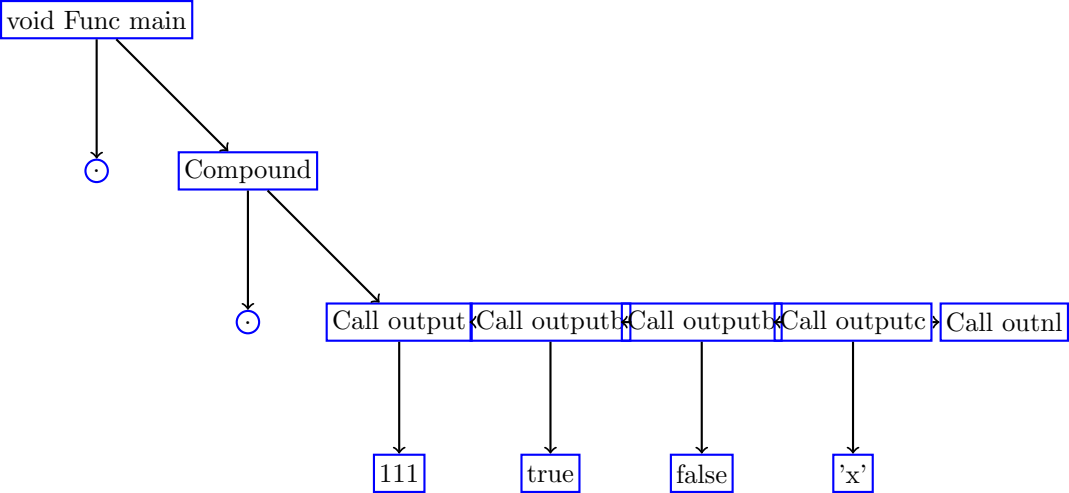 void Func main
·
Compound
·
Call output
Call outputb
Call outputb
Call outputc
Call outnl
111
true
false
'x'